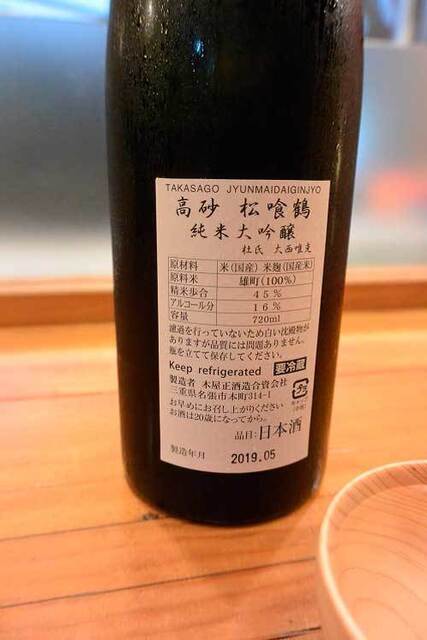 TAKASAGO JYUNMAIDAIGINJYO
高砂 松喰鶴
純米大吟醸
杜氏 大西唯克
原材料 米(国産)米麹(国産米)
原料米 雄町(100%)
精米歩合 45%
アルコール分 16%
容量 720ml
濾過を行っていないため白い沈殿物が
ありますが品質には問題ありません。
瓶を立てて保存してください。
Keep refrigerated 要冷蔵
製造者 木屋正酒造合資会社
三重県名張市本町314-1
お早めにお召し上がりください
お酒は20歳になってから。
品目:日本酒
製造年月 2019.05